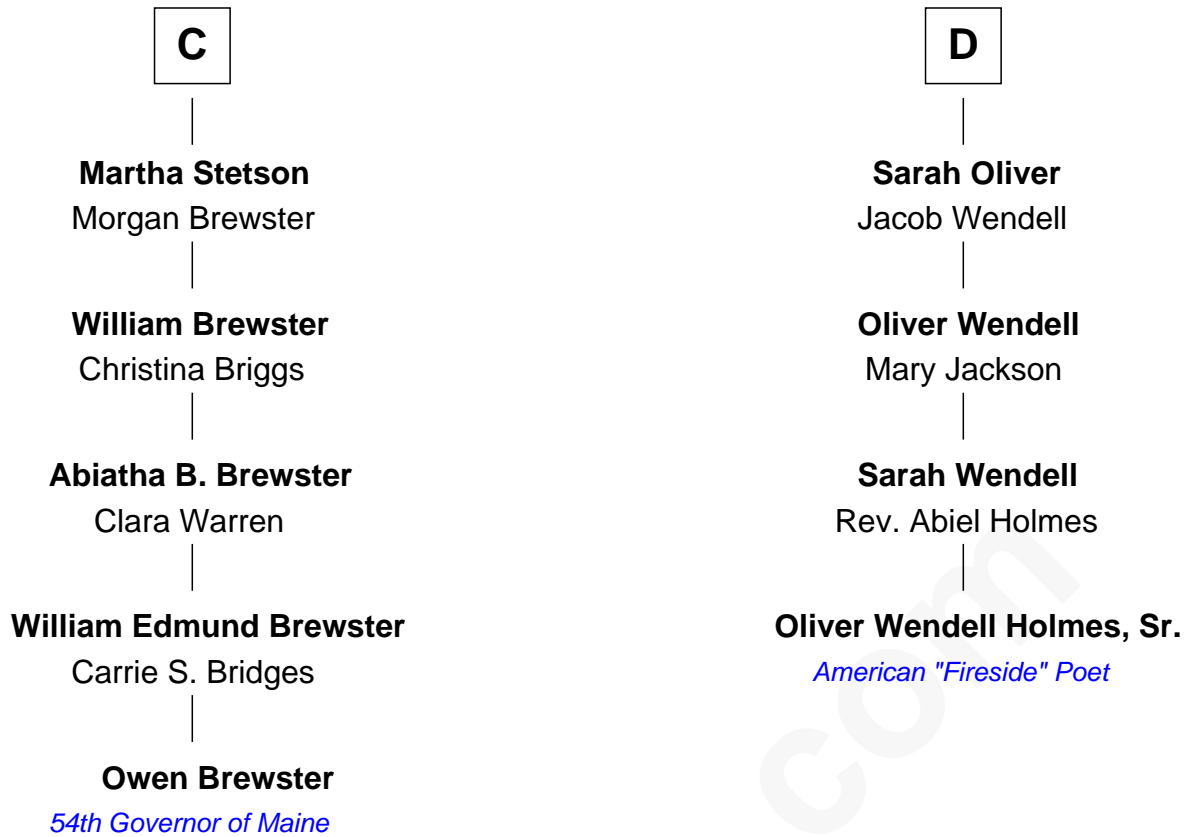 C
Martha Stetson
Morgan Brewster
William Brewster
Christina Briggs
Abiatha B. Brewster
Clara Warren
William Edmund Brewster
Carrie S. Bridges
Owen Brewster
54th Governor of Maine
D
Sarah Oliver
Jacob Wendell
Oliver Wendell
Mary Jackson
Sarah Wendell
Rev. Abiel Holmes
Oliver Wendell Holmes, Sr.
American "Fireside" Poet
com